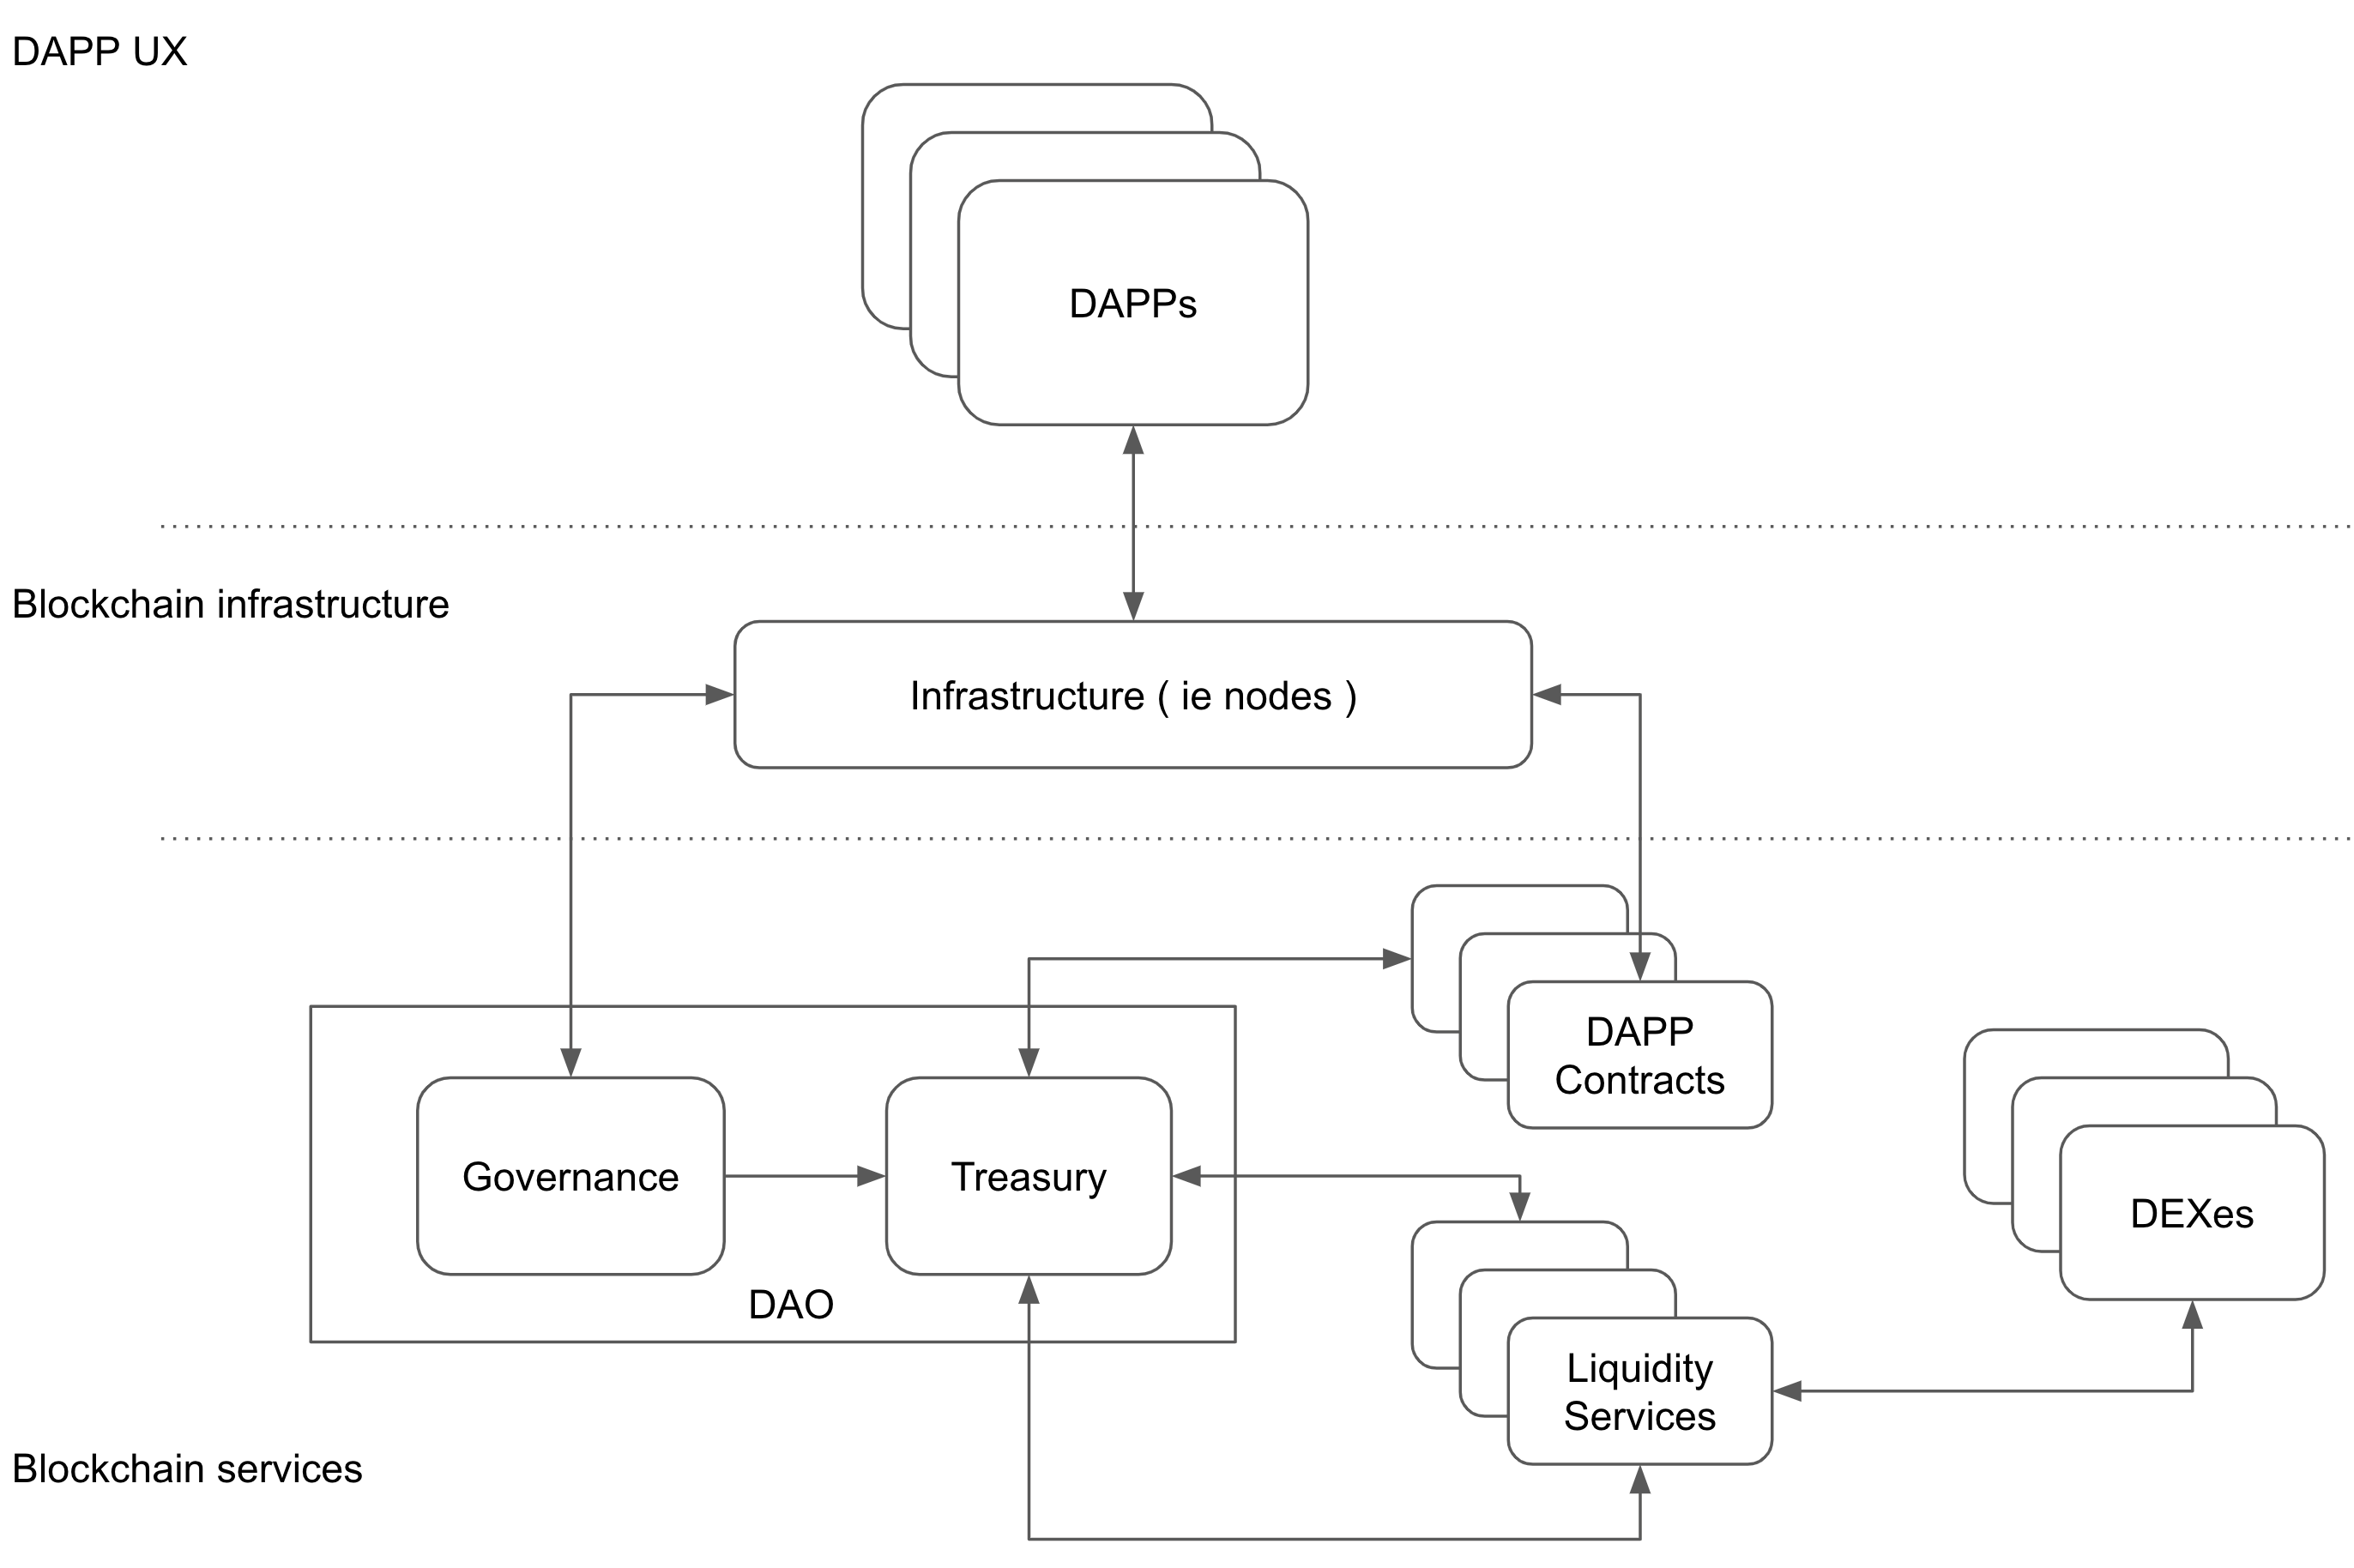 DAPP UX
DAPPs
Blockchain infrastructure
Infrastructure ( ie nodes )
DAPP
Contracts
Governance
Treasury
DEXes
DAO
Liquidity
Services
Blockchain services